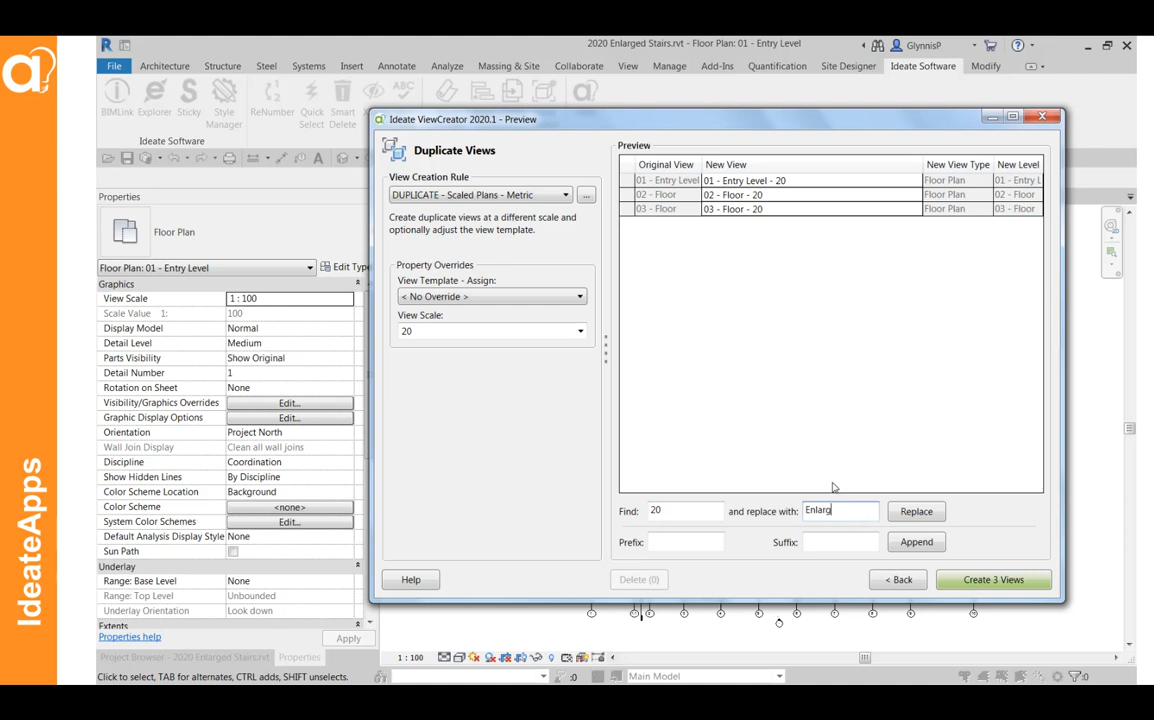 IdeateApps
2020 Enlarged Stairs.rvt - Floor Plan: 01 - Entry Level
GlynnisP
File Architecture Structure Steel Systems Insert Annotate Analyze Massing & Site Collaborate View Manage Add-Ins Quantification Site Designer Ideate Software Modify
BIMLink Explorer Sticky Style Manager ReNumber Quick Select Smart Delete
Ideate Software
Properties
Floor Plan
Floor Plan: 01 - Entry Level Edit Type
Graphics
View Scale 1 : 100
Scale Value 1: 100
Display Model Normal
Detail Level Medium
Parts Visibility Show Original
Detail Number 1
Rotation on Sheet None
Visibility/Graphics Overrides Edit...
Graphic Display Options Edit...
Orientation Project North
Wall Join Display Clean all wall joins
Discipline Coordination
Show Hidden Lines By Discipline
Color Scheme Location Background
Color Scheme <none>
System Color Schemes Edit...
Default Analysis Display Style None
Sun Path
Underlay
Range: Base Level None
Range: Top Level Unbounded
Underlay Orientation Look down
Extents
Properties help Apply
Project Browser - 2020 Enlarged Stairs.rvt Properties
Click to select, TAB for alternates, CTRL adds, SHIFT unselects.
1 : 100
:0
Main Model
:0
Ideate ViewCreator 2020.1 - Preview
Duplicate Views
View Creation Rule
DUPLICATE - Scaled Plans - Metric ...
Create duplicate views at a different scale and
optionally adjust the view template.
Property Overrides
View Template - Assign:
< No Override >
View Scale:
20
Preview
Original View New View New View Type New Level
01 - Entry Level 01 - Entry Level - 20 Floor Plan 01 - Entry L
02 - Floor 02 - Floor - 20 Floor Plan 02 - Floor
03 - Floor 03 - Floor - 20 Floor Plan 03 - Floor
Find: 20 and replace with: Enlarg Replace
Prefix: Suffix: Append
Help Delete (0) < Back Create 3 Views